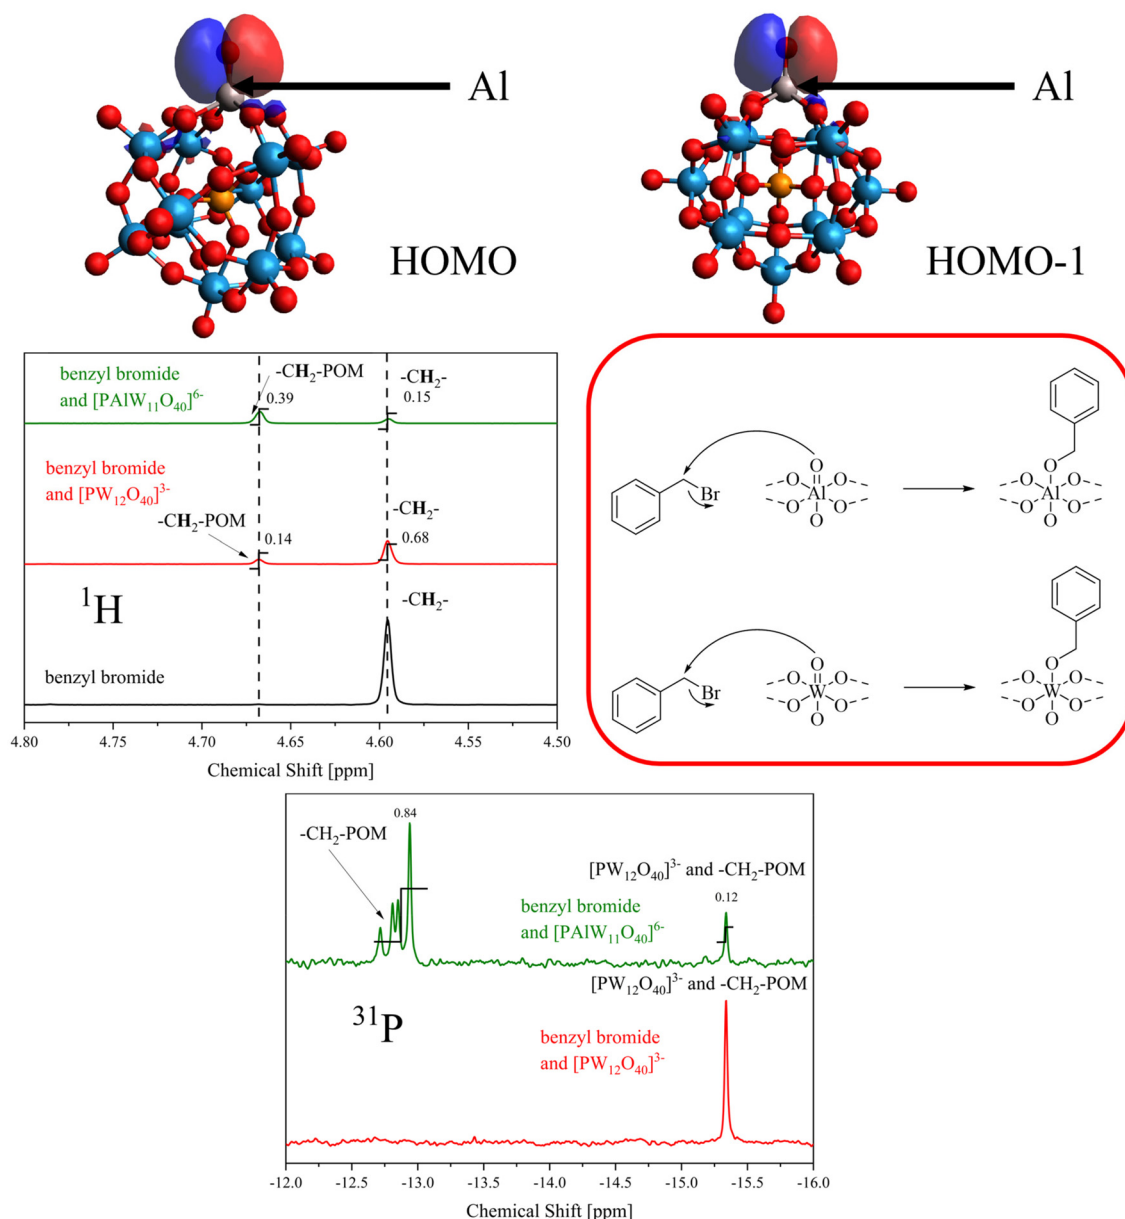 Al
HOMO
Al
HOMO-1
benzyl bromide
and [PAlW₁₁O₄₀]⁶⁻
-CH₂-POM
0.39
-CH₂-
0.15
benzyl bromide
and [PW₁₂O₄₀]³⁻
-CH₂-POM
0.14
-CH₂-
0.68
¹H
-CH₂-
benzyl bromide
4.80 4.75 4.70 4.65 4.60 4.55 4.50
Chemical Shift [ppm]
Br
O
O O
Al
O O
O
O
O O
Al
O O
O
Br
O
O O
W
O O
O
O
O O
W
O O
O
-CH₂-POM
0.84
[PW₁₂O₄₀]³⁻ and -CH₂-POM
0.12
benzyl bromide
and [PAlW₁₁O₄₀]⁶⁻
[PW₁₂O₄₀]³⁻ and -CH₂-POM
³¹P
benzyl bromide
and [PW₁₂O₄₀]³⁻
-12.0 -12.5 -13.0 -13.5 -14.0 -14.5 -15.0 -15.5 -16.0
Chemical Shift [ppm]